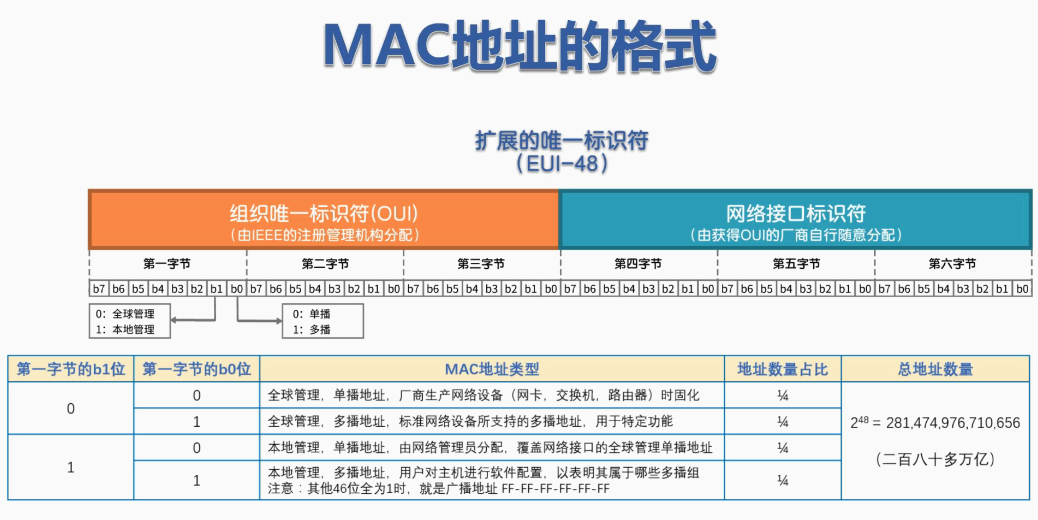 MAC地址的格式
扩展的唯一标识符
（EUI-48）
组织唯一标识符(OUI)
（由IEEE的注册管理机构分配）
网络接口标识符
（由获得OUI的厂商自行随意分配）
第一字节 第二字节 第三字节 第四字节 第五字节 第六字节
b7 b6 b5 b4 b3 b2 b1 b0 b7 b6 b5 b4 b3 b2 b1 b0 b7 b6 b5 b4 b3 b2 b1 b0 b7 b6 b5 b4 b3 b2 b1 b0 b7 b6 b5 b4 b3 b2 b1 b0 b7 b6 b5 b4 b3 b2 b1 b0
0：全球管理
1：本地管理
0：单播
1：多播
第一字节的b1位 第一字节的b0位 MAC地址类型 地址数量占比 总地址数量
0 0 全球管理，单播地址，厂商生产网络设备（网卡，交换机，路由器）时固化 ¼
1 全球管理，多播地址，标准网络设备所支持的多播地址，用于特定功能 ¼
1 0 本地管理，单播地址，由网络管理员分配，覆盖网络接口的全球管理单播地址 ¼
1 本地管理，多播地址，用户对主机进行软件配置，以表明其属于哪些多播组
注意：其他46位全为1时，就是广播地址 FF-FF-FF-FF-FF-FF ¼
2⁴⁸ = 281,474,976,710,656
（二百八十多万亿）